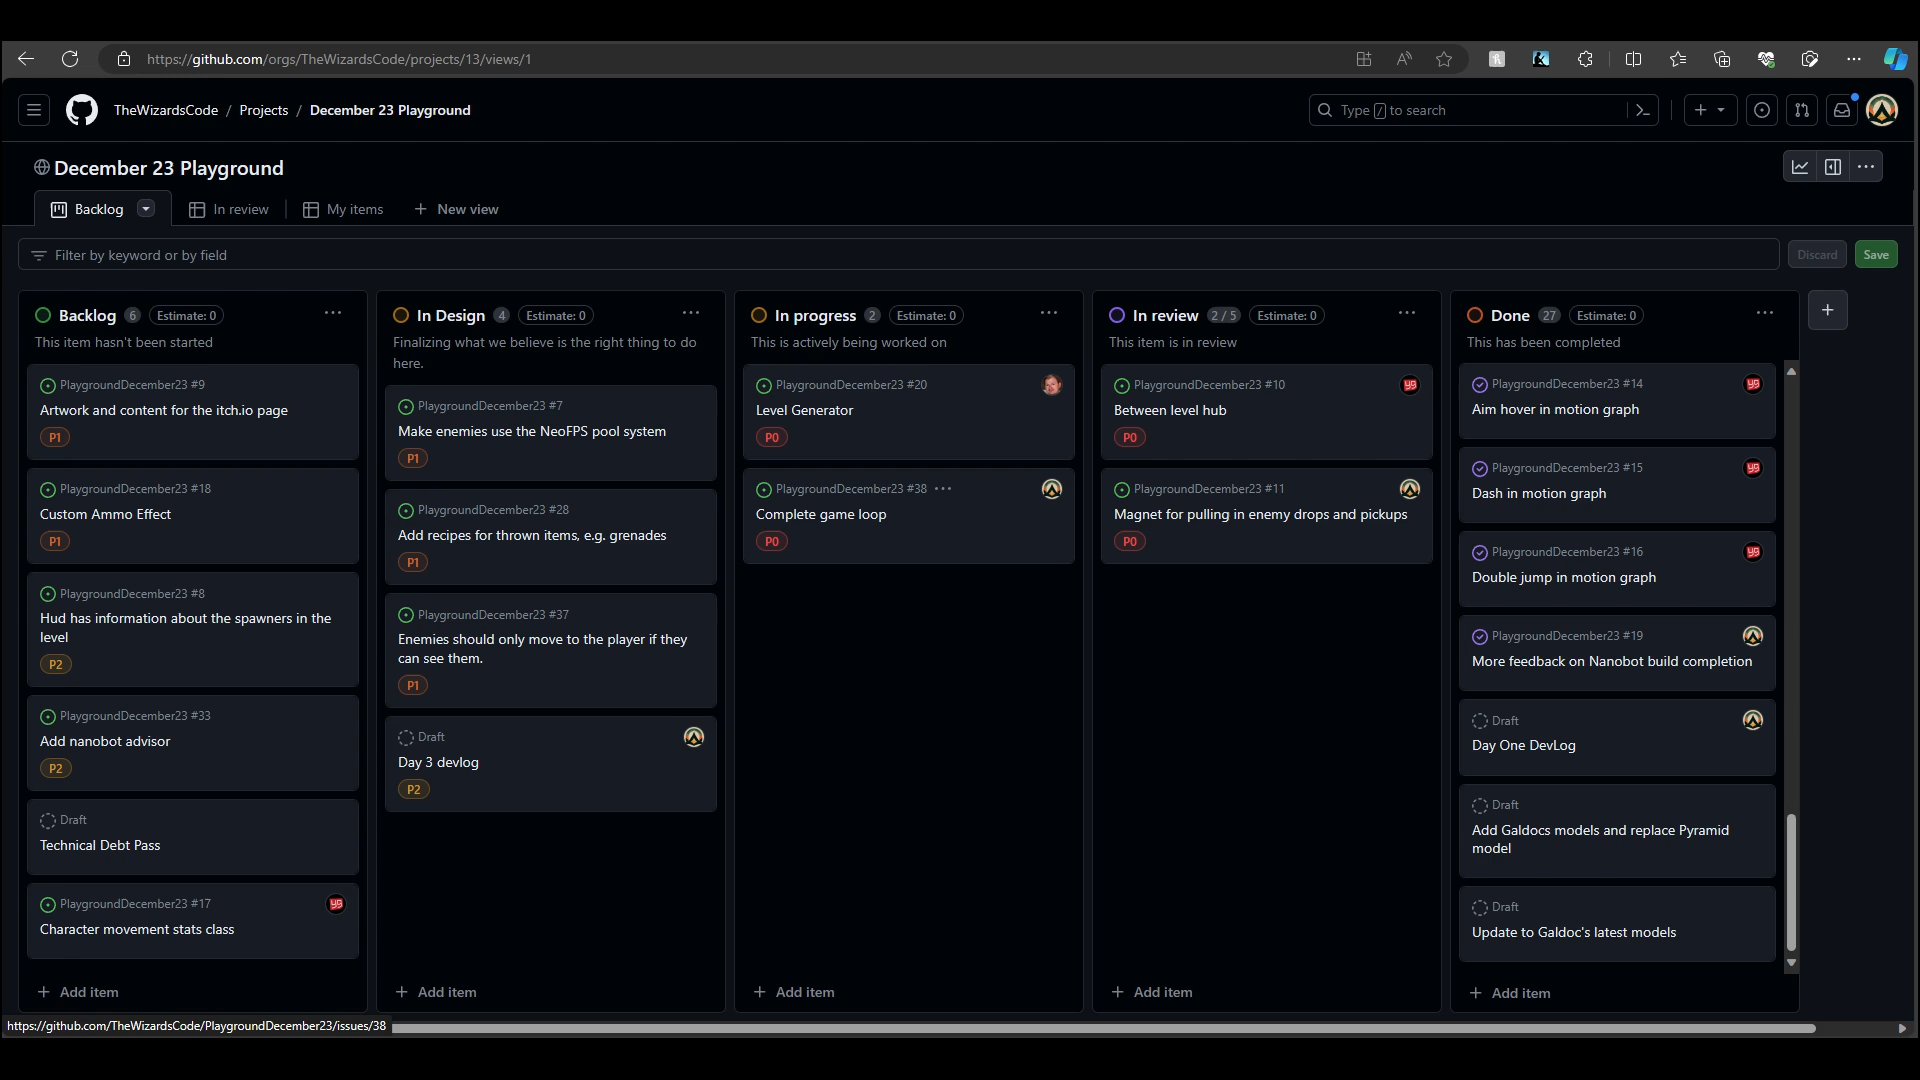 https://github.com/orgs/TheWizardsCode/projects/13/views/1
TheWizardsCode / Projects / December 23 Playground
Type / to search
December 23 Playground
Backlog
In review
My items
New view
Filter by keyword or by field
Discard
Save
Backlog 6 Estimate: 0
This item hasn't been started
PlaygroundDecember23 #9
Artwork and content for the itch.io page
P1
PlaygroundDecember23 #18
Custom Ammo Effect
P1
PlaygroundDecember23 #8
Hud has information about the spawners in the
level
P2
PlaygroundDecember23 #33
Add nanobot advisor
P2
Draft
Technical Debt Pass
PlaygroundDecember23 #17
Character movement stats class
Add item
In Design 4 Estimate: 0
Finalizing what we believe is the right thing to do
here.
PlaygroundDecember23 #7
Make enemies use the NeoFPS pool system
P1
PlaygroundDecember23 #28
Add recipes for thrown items, e.g. grenades
P1
PlaygroundDecember23 #37
Enemies should only move to the player if they
can see them.
P1
Draft
Day 3 devlog
P2
Add item
In progress 2 Estimate: 0
This is actively being worked on
PlaygroundDecember23 #20
Level Generator
P0
PlaygroundDecember23 #38
Complete game loop
P0
Add item
In review 2 / 5 Estimate: 0
This item is in review
PlaygroundDecember23 #10
Between level hub
P0
PlaygroundDecember23 #11
Magnet for pulling in enemy drops and pickups
P0
Add item
Done 27 Estimate: 0
This has been completed
PlaygroundDecember23 #14
Aim hover in motion graph
PlaygroundDecember23 #15
Dash in motion graph
PlaygroundDecember23 #16
Double jump in motion graph
PlaygroundDecember23 #19
More feedback on Nanobot build completion
Draft
Day One DevLog
Draft
Add Galdocs models and replace Pyramid
model
Draft
Update to Galdoc's latest models
Add item
https://github.com/TheWizardsCode/PlaygroundDecember23/issues/38